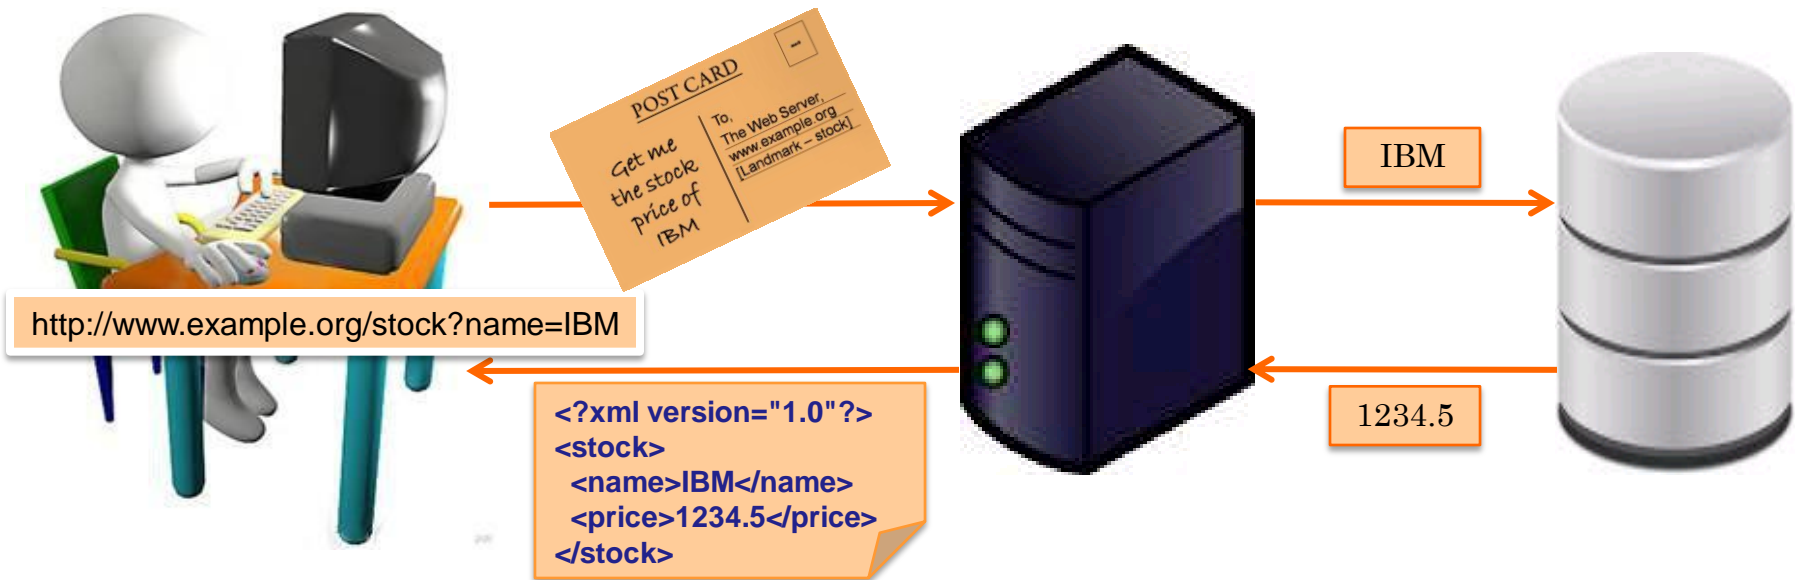 POST CARD
Get me
the stock
price of
IBM
To,
The Web Server,
www.example.org
[Landmark – stock]
IBM
http://www.example.org/stock?name=IBM
<?xml version="1.0"?>
<stock>
<name>IBM</name>
<price>1234.5</price>
</stock>
1234.5